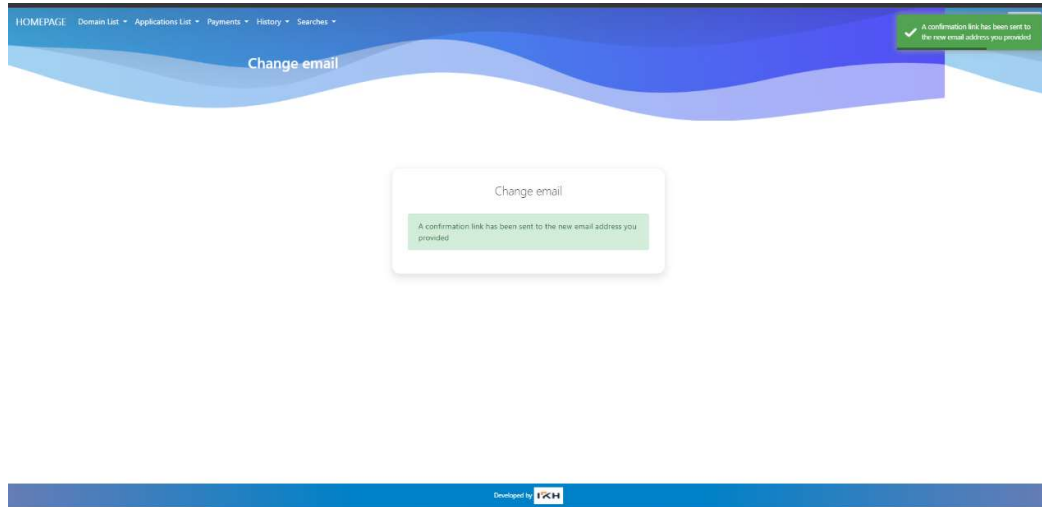 HOMEPAGE Domain List Applications List Payments History Searches
A confirmation link has been sent to
the new email address you provided
Change email
Change email
A confirmation link has been sent to the new email address you
provided
Developed by